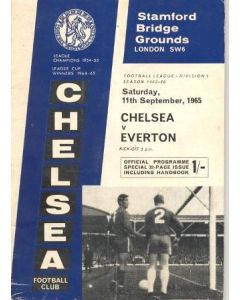 Stamford
Bridge
Grounds
LONDON SW6
LEAGUE
CHAMPIONS 1954-55
LEAGUE CUP
WINNERS 1964-65
FOOTBALL LEAGUE - DIVISION 1
SEASON 1965-66
Saturday,
11th September, 1965
CHELSEA
v
EVERTON
KICK-OFF 3 p.m.
OFFICIAL PROGRAMME
SPECIAL 32-PAGE ISSUE
INCLUDING HANDBOOK
1/-
CHELSEA
FOOTBALL
CLUB
2